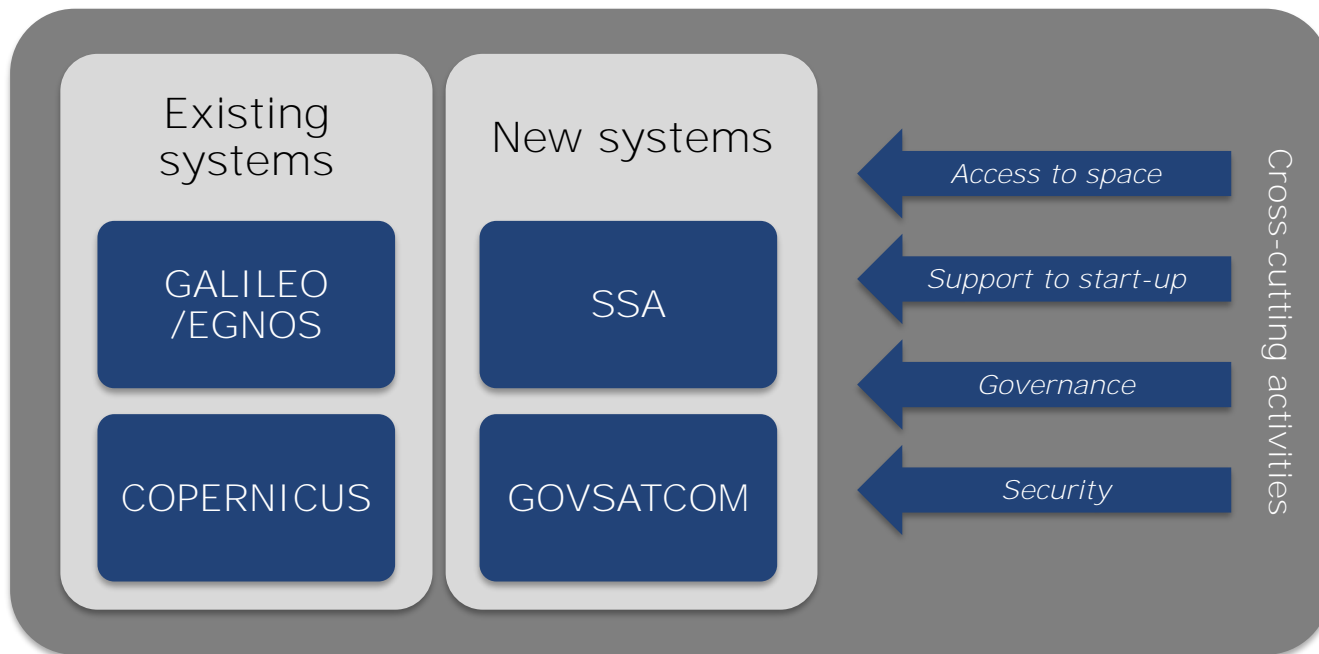 Existing
systems
GALILEO
/EGNOS
COPERNICUS
New systems
SSA
GOVSATCOM
Access to space
Support to start-up
Governance
Security
Cross-cutting activities